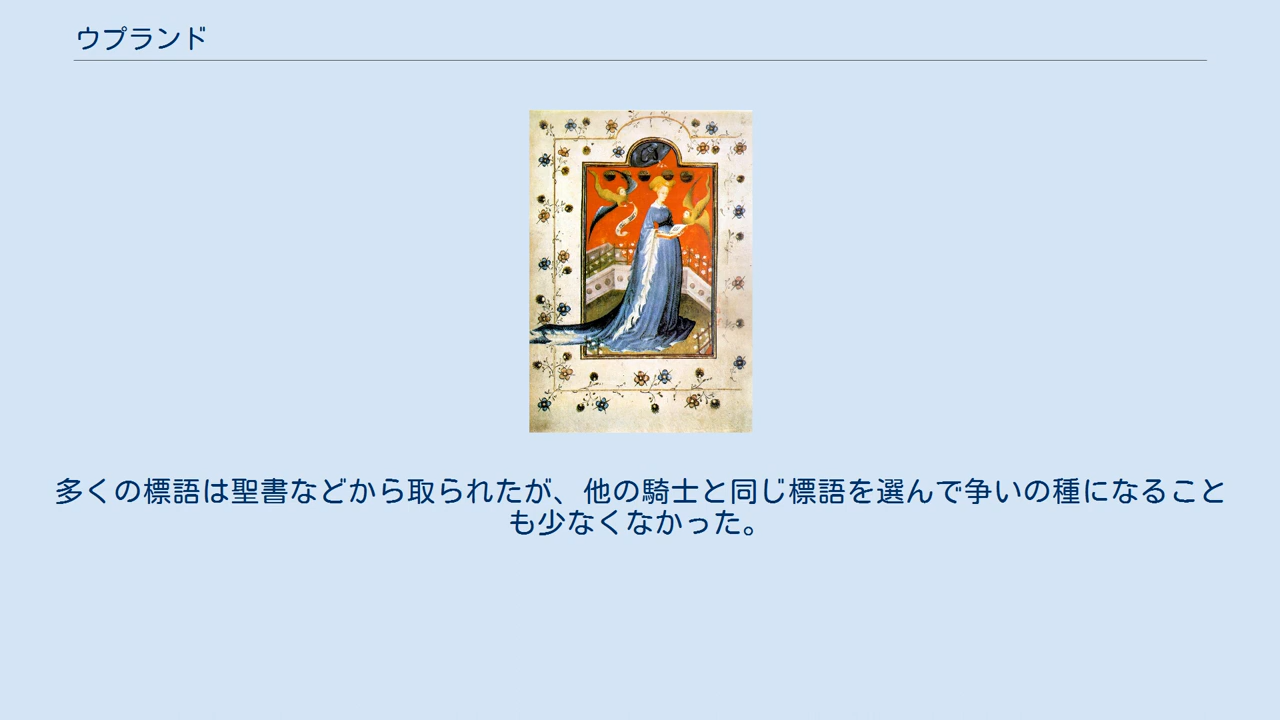 ウプランド
多くの標語は聖書などから取られたが、他の騎士と同じ標語を選んで争いの種になること
も少なくなかった。